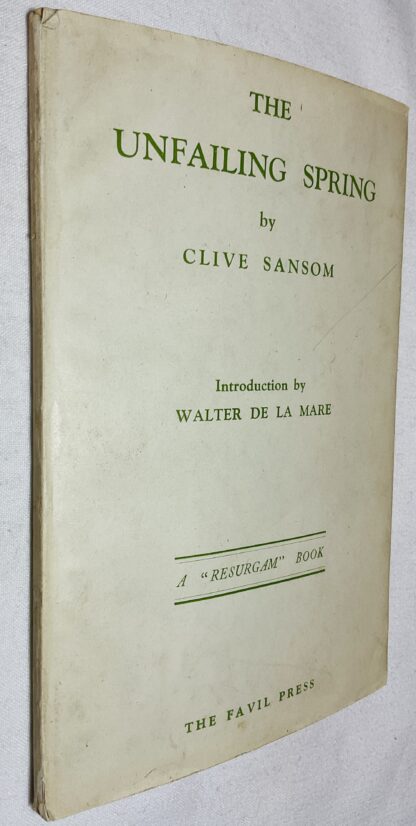 THE
UNFAILING SPRING
by
CLIVE SANSOM
Introduction by
WALTER DE LA MARE
A "RESURGAM" BOOK
THE FAVIL PRESS